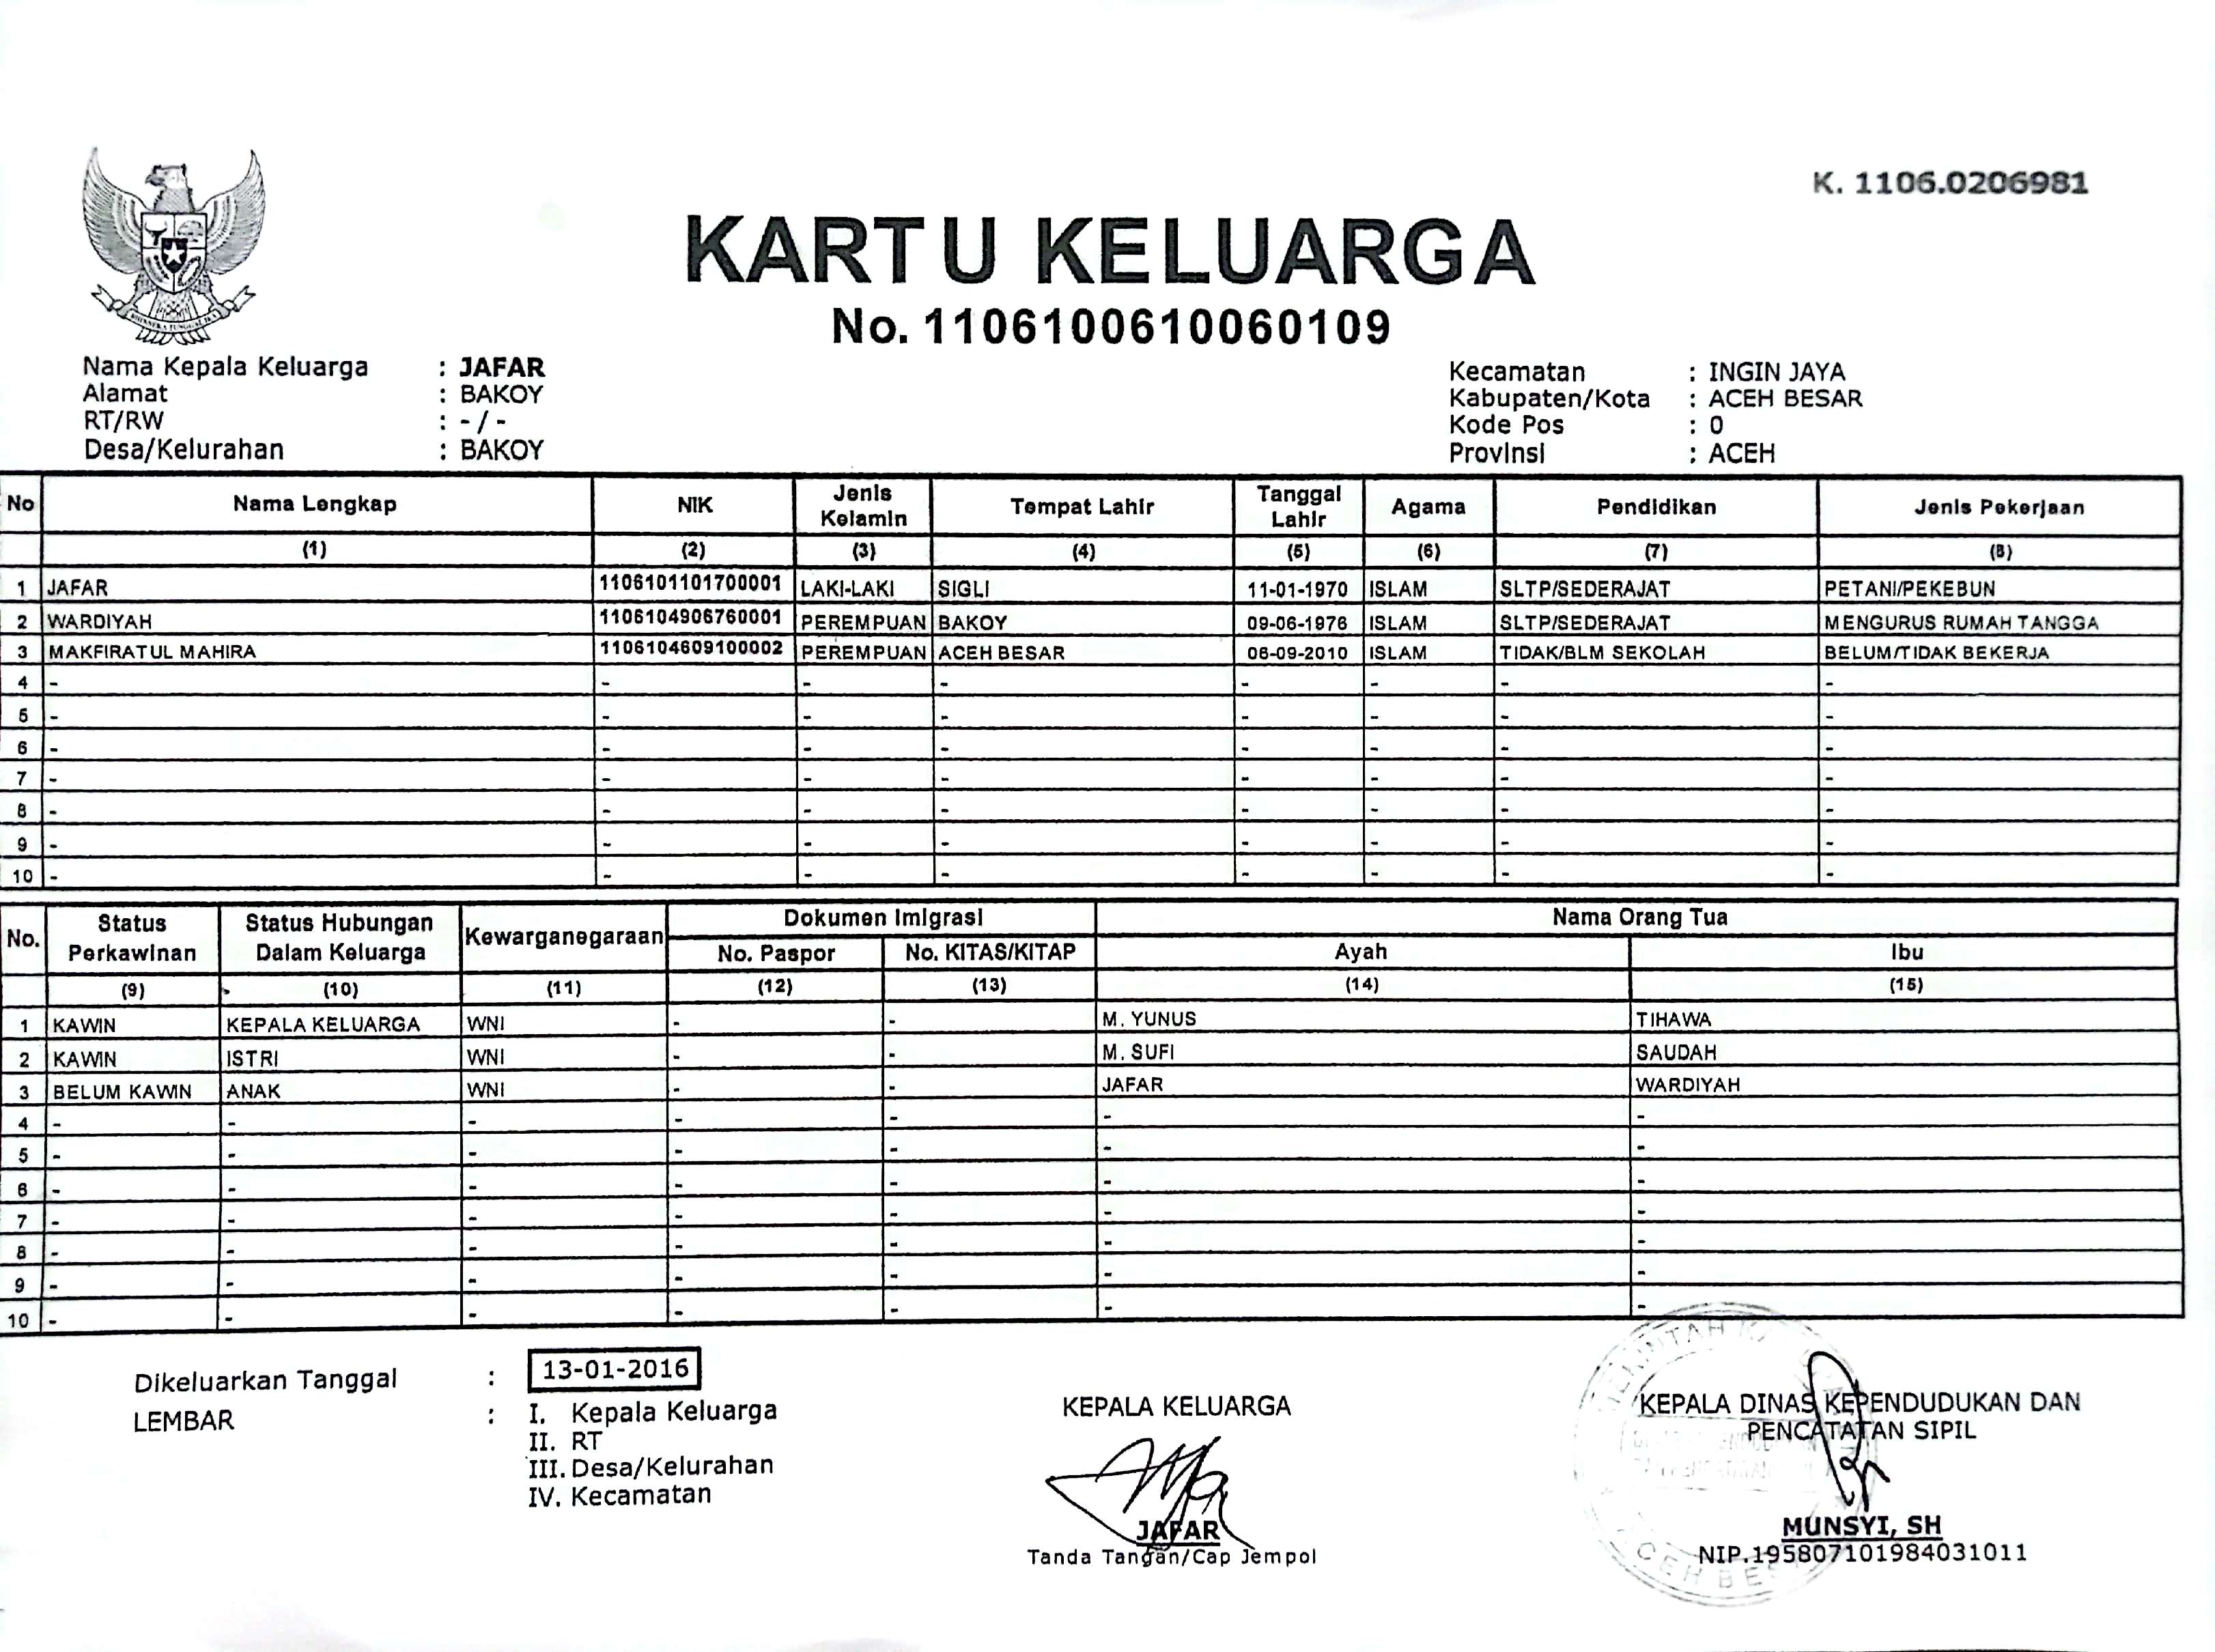 K. 1106.0206981
KARTU KELUARGA
No. 1106100610060109
Nama Kepala Keluarga : JAFAR
Alamat : BAKOY
RT/RW : - / -
Desa/Kelurahan : BAKOY
Kecamatan : INGIN JAYA
Kabupaten/Kota : ACEH BESAR
Kode Pos : 0
Provinsi : ACEH
No Nama Lengkap NIK Jenis Kelamin Tempat Lahir Tanggal Lahir Agama Pendidikan Jenis Pekerjaan
(1) (2) (3) (4) (5) (6) (7) (8)
1 JAFAR 1106101101700001 LAKI-LAKI SIGLI 11-01-1970 ISLAM SLTP/SEDERAJAT PETANI/PEKEBUN
2 WARDIYAH 1106104906760001 PEREMPUAN BAKOY 09-06-1976 ISLAM SLTP/SEDERAJAT MENGURUS RUMAH TANGGA
3 MAKFIRATUL MAHIRA 1106104609100002 PEREMPUAN ACEH BESAR 06-09-2010 ISLAM TIDAK/BLM SEKOLAH BELUM/TIDAK BEKERJA
4 - - - - - - - -
5 - - - - - - - -
6 - - - - - - - -
7 - - - - - - - -
8 - - - - - - - -
9 - - - - - - - -
10 - - - - - - - -
No. Status Perkawinan Status Hubungan Dalam Keluarga Kewarganegaraan Dokumen Imigrasi Nama Orang Tua
No. Paspor No. KITAS/KITAP Ayah Ibu
(9) (10) (11) (12) (13) (14) (15)
1 KAWIN KEPALA KELUARGA WNI - - M. YUNUS TIHAWA
2 KAWIN ISTRI WNI - - M. SUFI SAUDAH
3 BELUM KAWIN ANAK WNI - - JAFAR WARDIYAH
4 - - - - - - -
5 - - - - - - -
6 - - - - - - -
7 - - - - - - -
8 - - - - - - -
9 - - - - - - -
10 - - - - - - -
Dikeluarkan Tanggal : 13-01-2016
LEMBAR : I. Kepala Keluarga
II. RT
III. Desa/Kelurahan
IV. Kecamatan
KEPALA KELUARGA
JAFAR
Tanda Tangan/Cap Jempol
KEPALA DINAS KEPENDUDUKAN DAN
PENCATATAN SIPIL
MUNSYI, SH
NIP.195807101984031011